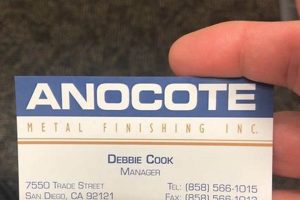 ANOCOTE
METAL FINISHING INC.
DEBBIE COOK
MANAGER
7550 TRADE STREET
SAN DIEGO, CA 92121
TEL: (858) 566-1015
FAX: (858) 566-1013